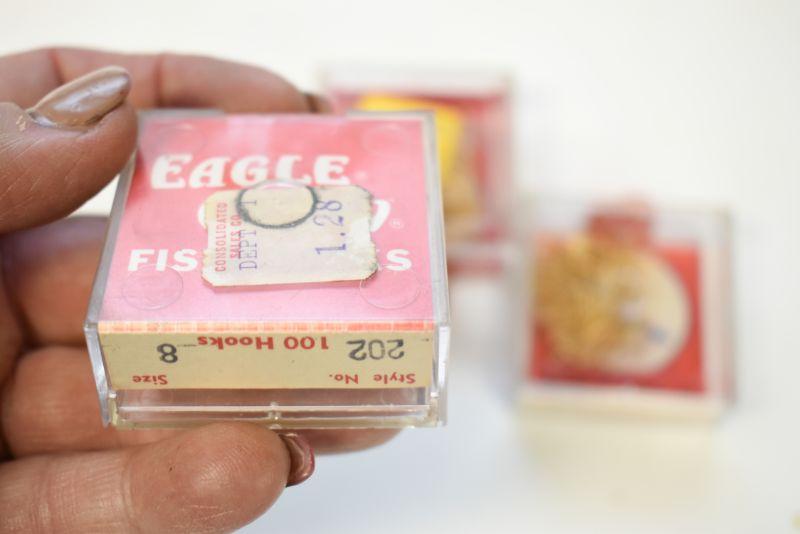 EAGLE
®
FIS S
CONSOLIDATED
SALES CO.
DEPT 1
1.28
Style No. Size
202 100 Hooks 8